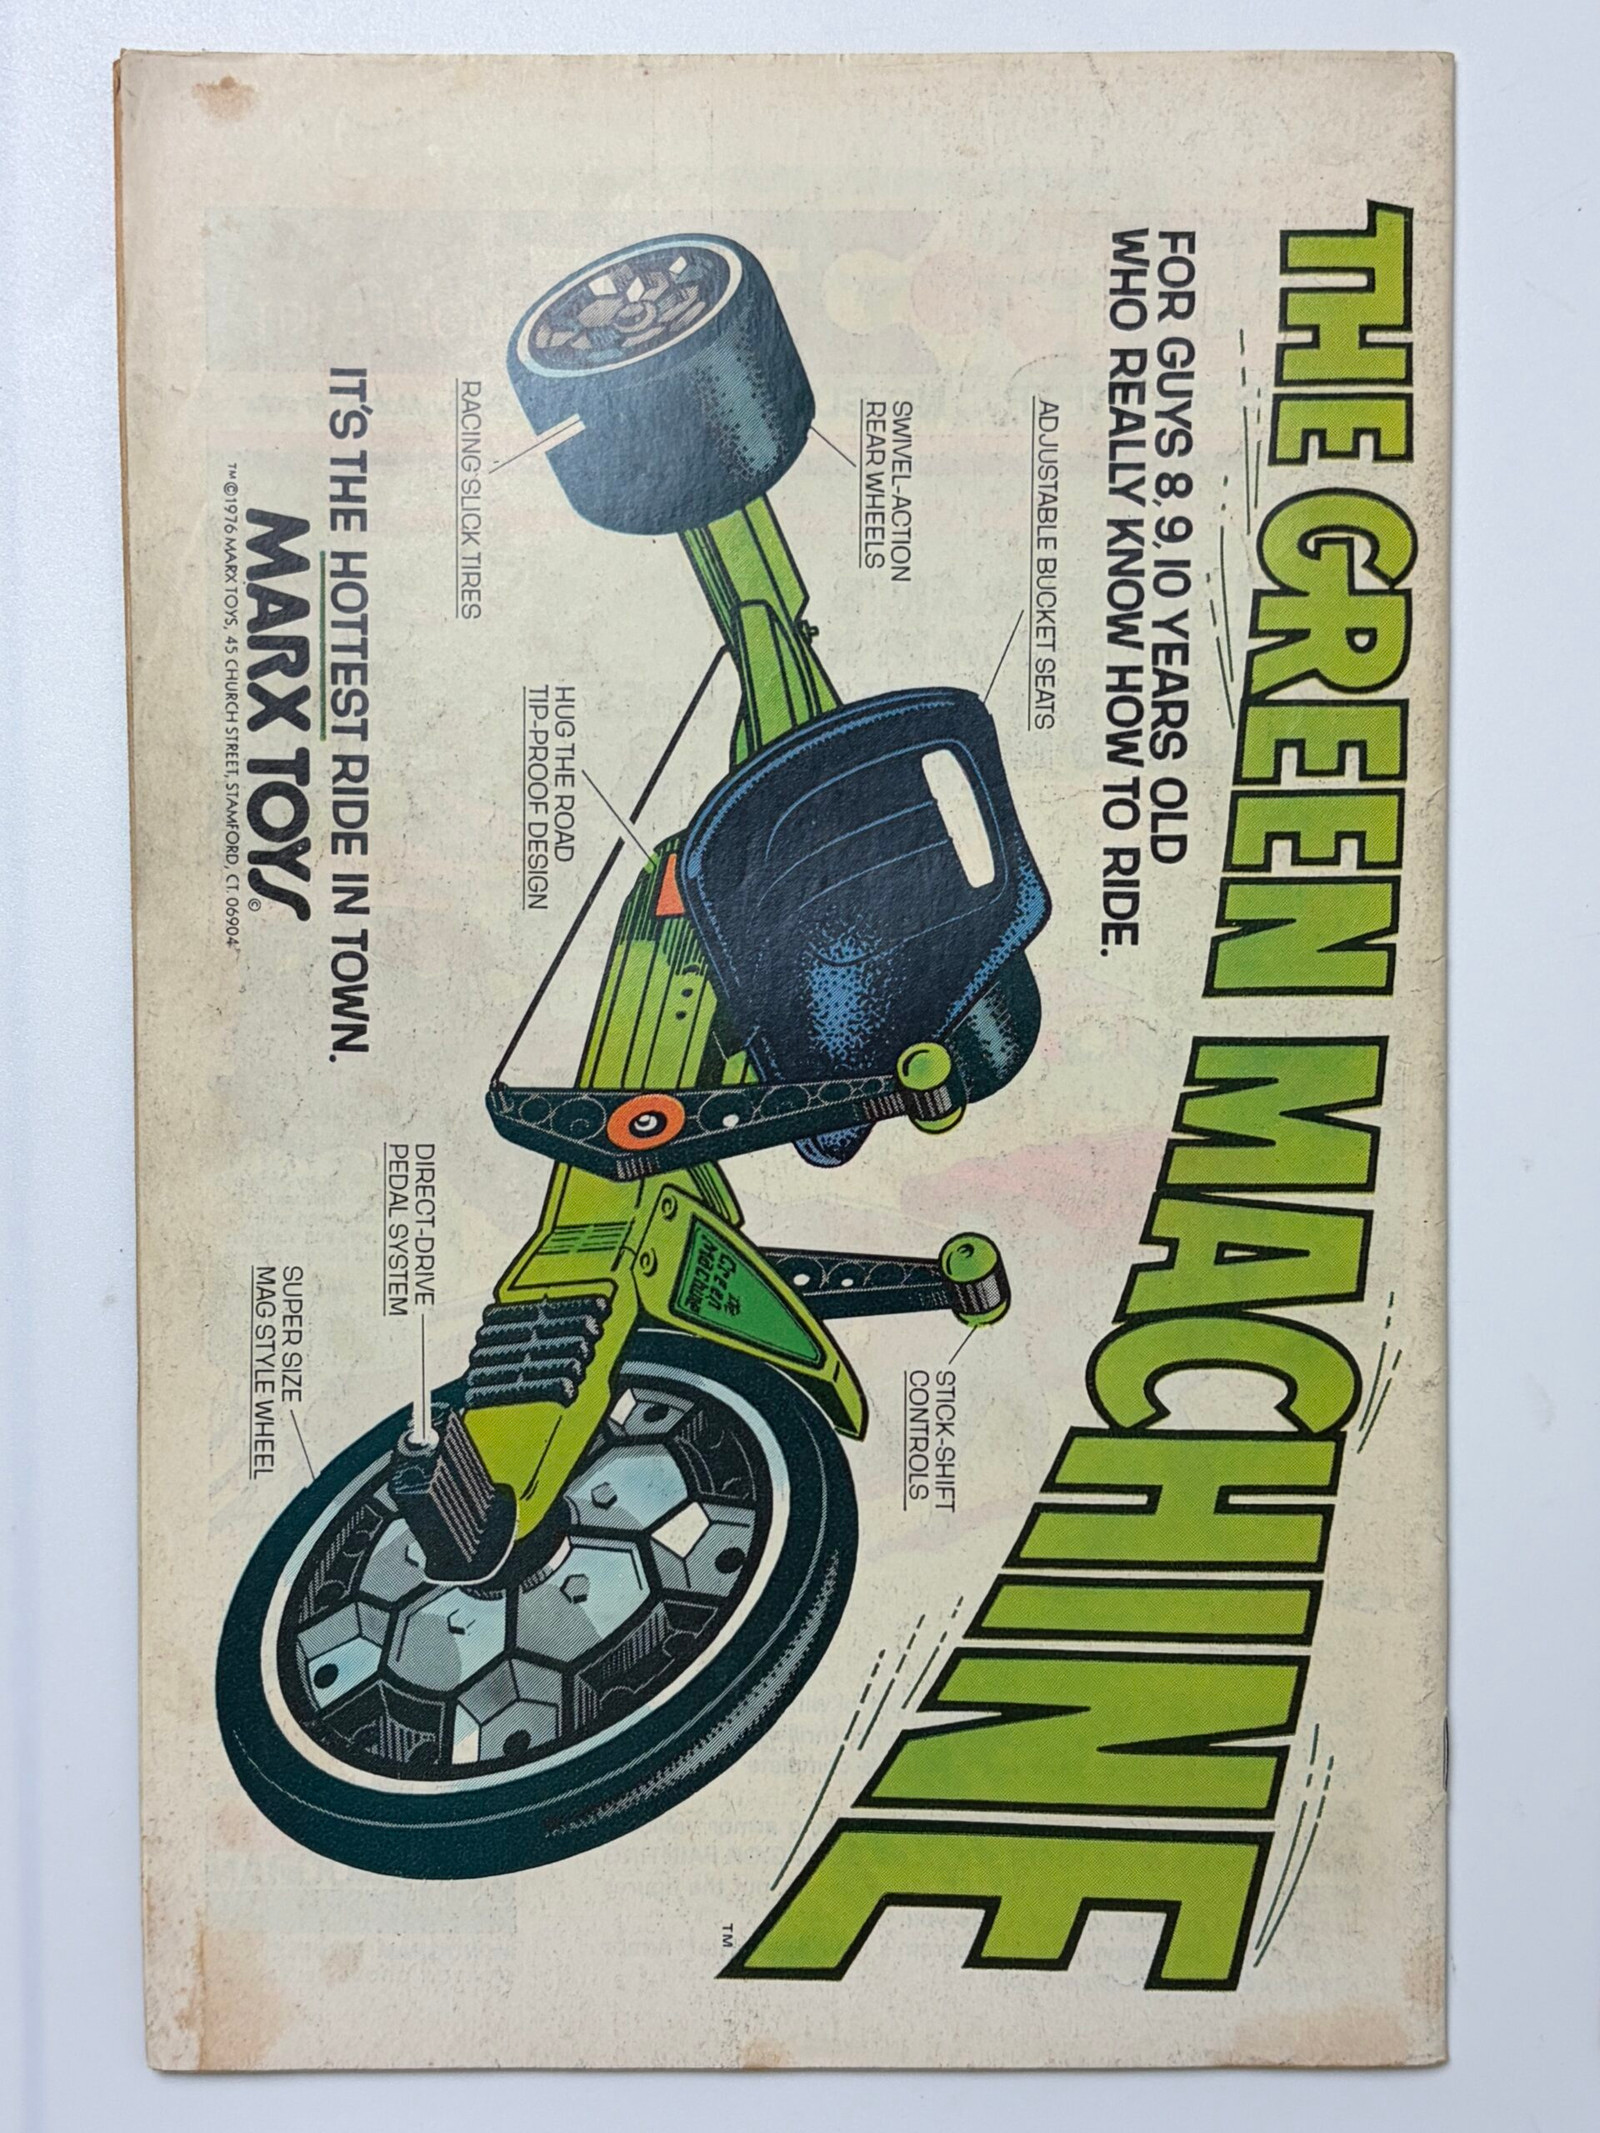 THE GREEN MACHINE
TM
FOR GUYS 8, 9, 10 YEARS OLD
WHO REALLY KNOW HOW TO RIDE.
ADJUSTABLE BUCKET SEATS
SWIVEL-ACTION
REAR WHEELS
STICK-SHIFT
CONTROLS
The
Green
Machine
HUG THE ROAD
TIP-PROOF DESIGN
RACING SLICK TIRES
DIRECT-DRIVE
PEDAL SYSTEM
SUPER SIZE
MAG STYLE WHEEL
IT'S THE HOTTEST RIDE IN TOWN.
MARX TOYS©
™©1976 MARX TOYS, 45 CHURCH STREET, STAMFORD, CT. 06904